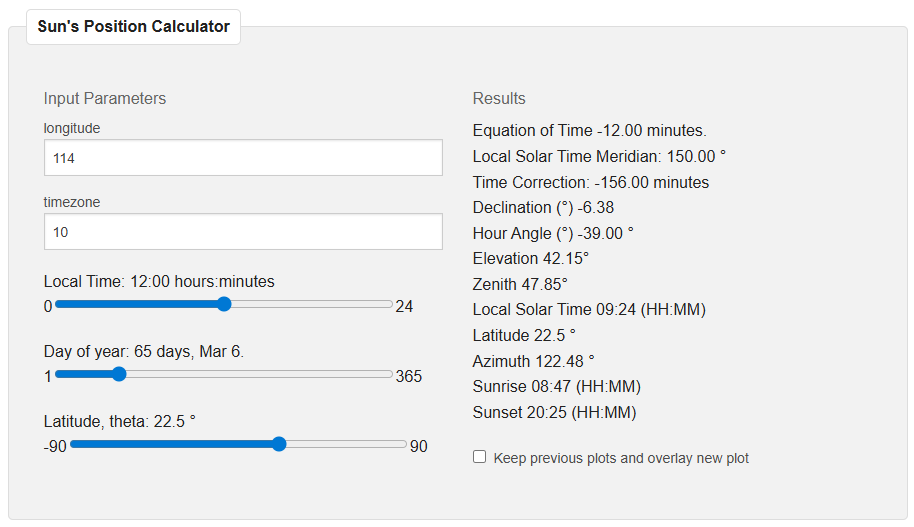 Sun's Position Calculator
Input Parameters
longitude
114
timezone
10
Local Time: 12:00 hours:minutes
0 24
Day of year: 65 days, Mar 6.
1 365
Latitude, theta: 22.5 °
-90 90
Results
Equation of Time -12.00 minutes.
Local Solar Time Meridian: 150.00 °
Time Correction: -156.00 minutes
Declination (°) -6.38
Hour Angle (°) -39.00 °
Elevation 42.15°
Zenith 47.85°
Local Solar Time 09:24 (HH:MM)
Latitude 22.5 °
Azimuth 122.48 °
Sunrise 08:47 (HH:MM)
Sunset 20:25 (HH:MM)
Keep previous plots and overlay new plot